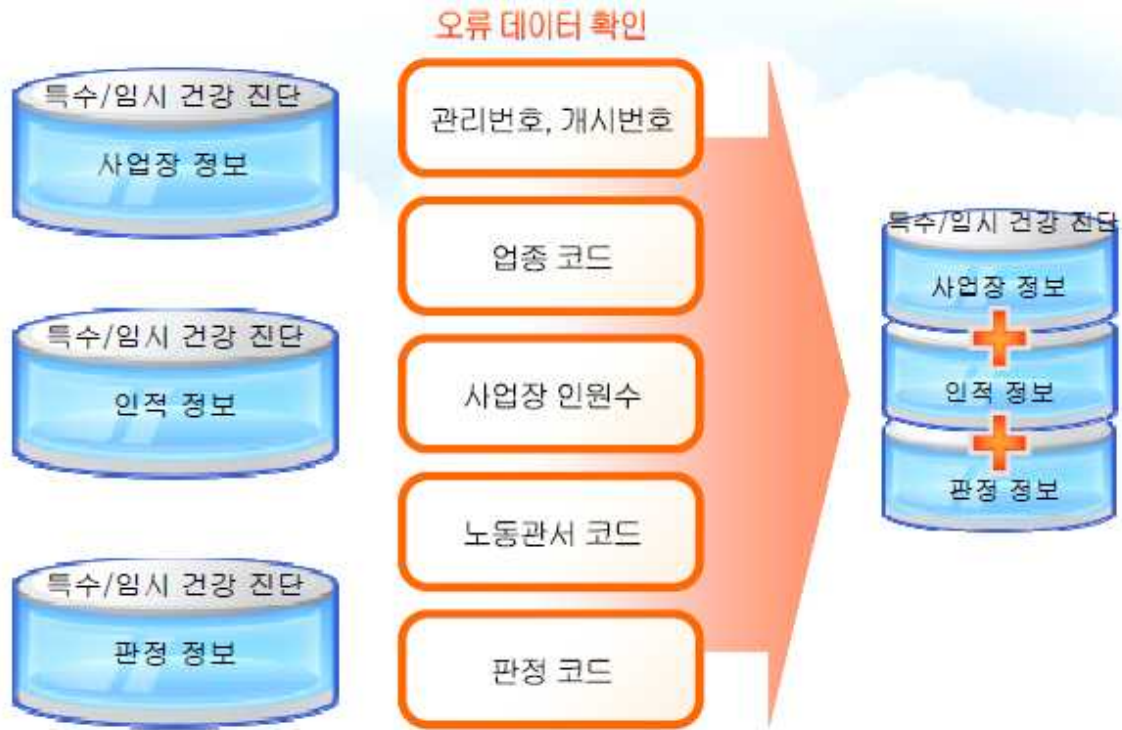 오류 데이터 확인
특수/임시 건강 진단
사업장 정보
특수/임시 건강 진단
인적 정보
특수/임시 건강 진단
판정 정보
관리번호, 개시번호
업종 코드
사업장 인원수
노동관서 코드
판정 코드
특수/임시 건강 진단
사업장 정보
인적 정보
판정 정보